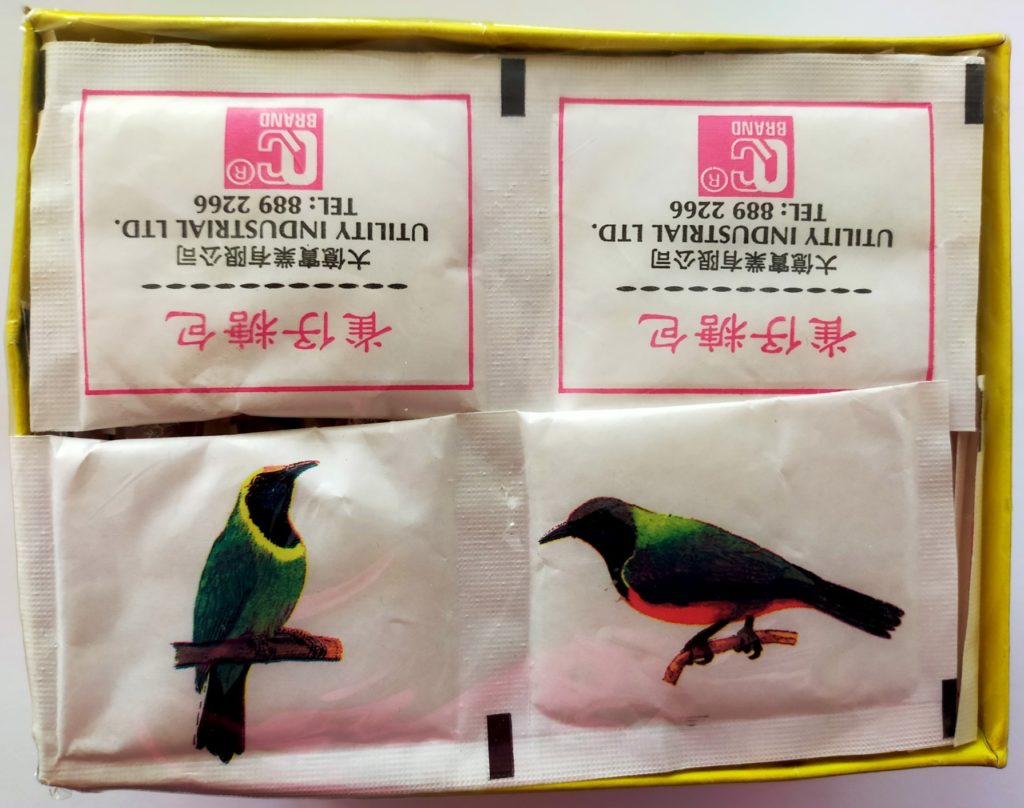 雀仔糖包
大億實業有限公司
UTILITY INDUSTRIAL LTD.
TEL: 889 2266
QC ®
BRAND
雀仔糖包
大億實業有限公司
UTILITY INDUSTRIAL LTD.
TEL: 889 2266
QC ®
BRAND